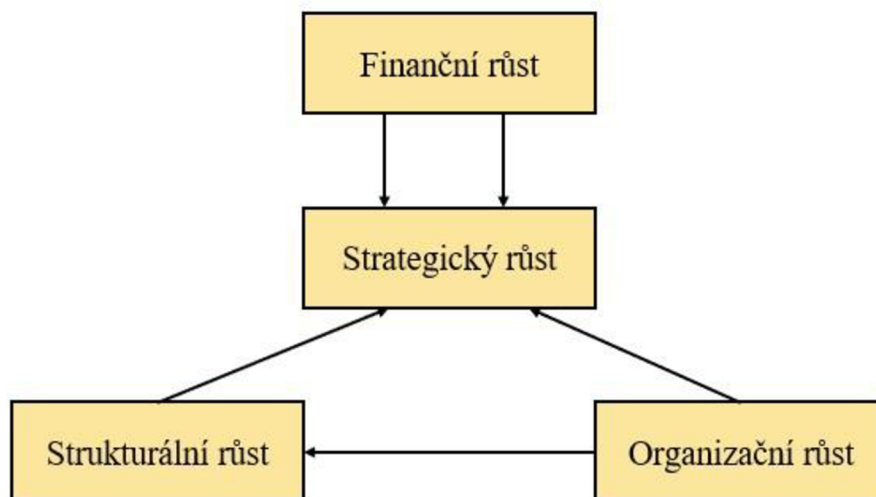 Finanční růst
Strategický růst
Strukturální růst
Organizační růst